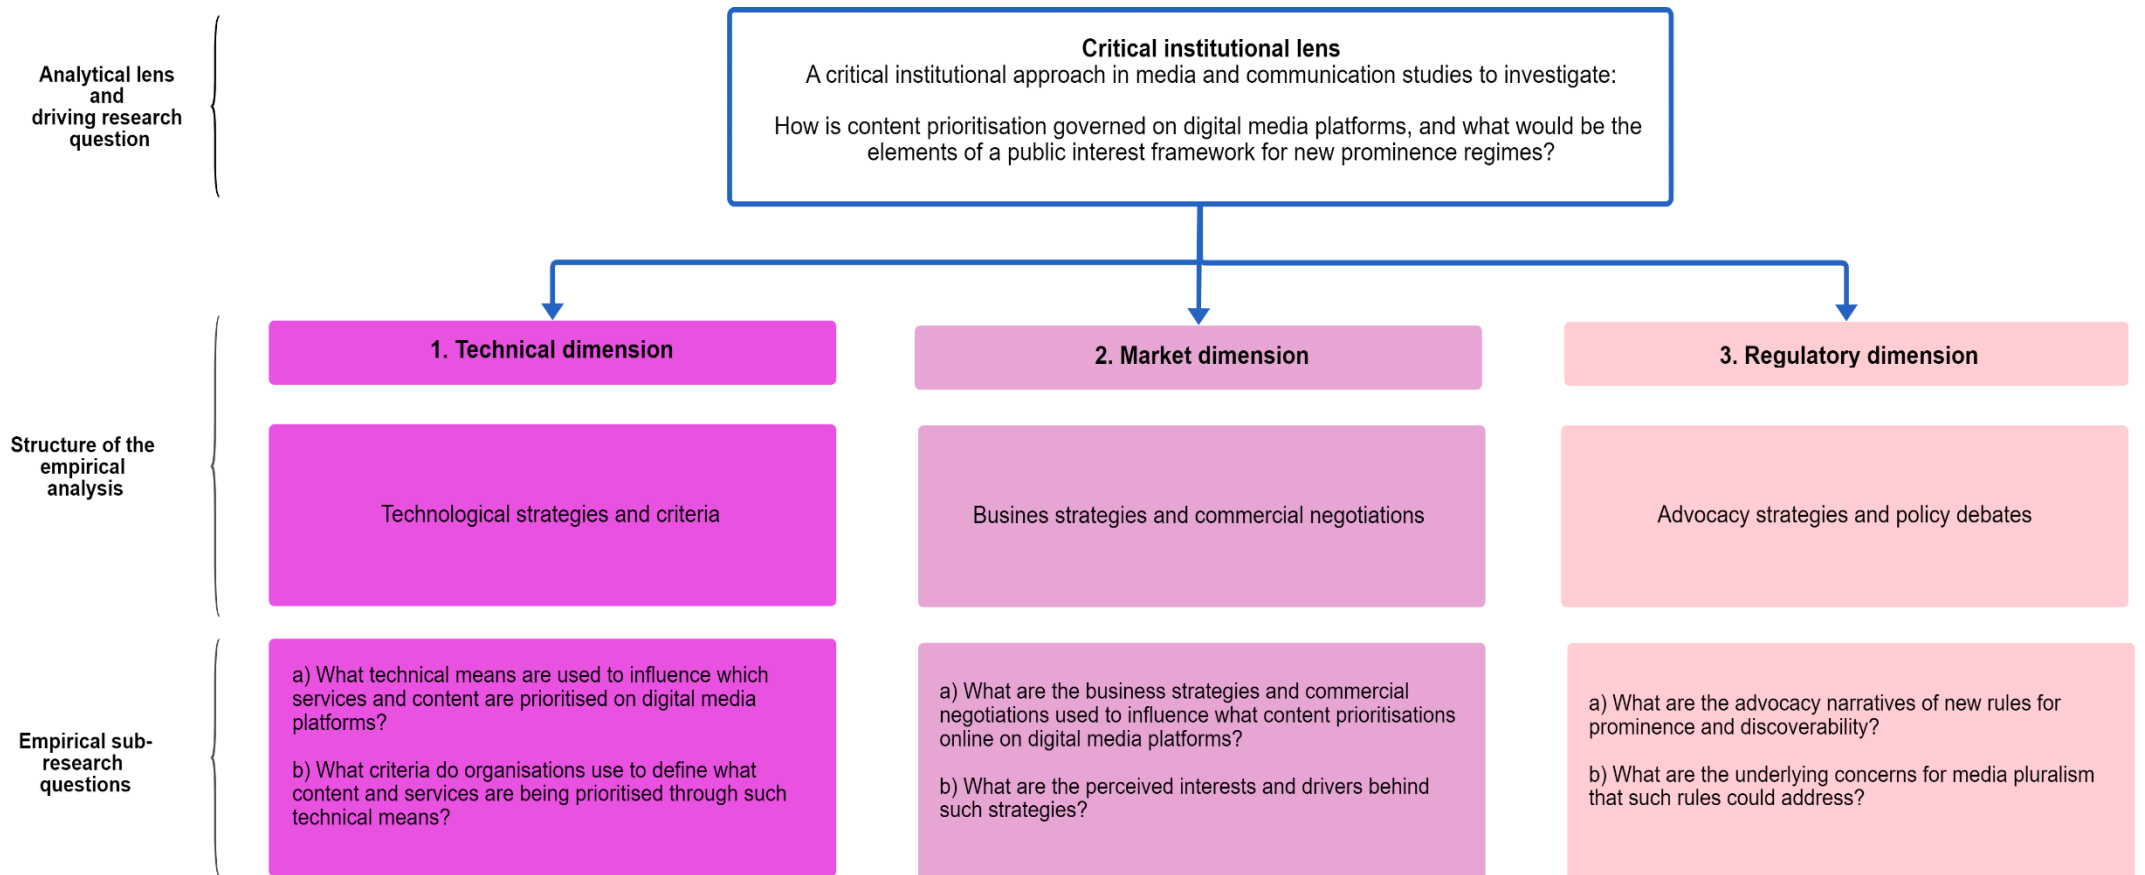 Analytical lens
and
driving research
question
Critical institutional lens
A critical institutional approach in media and communication studies to investigate:
How is content prioritisation governed on digital media platforms, and what would be the
elements of a public interest framework for new prominence regimes?
Structure of the
empirical
analysis
1. Technical dimension
2. Market dimension
3. Regulatory dimension
Technological strategies and criteria
Busines strategies and commercial negotiations
Advocacy strategies and policy debates
Empirical sub-
research
questions
a) What technical means are used to influence which
services and content are prioritised on digital media
platforms?
b) What criteria do organisations use to define what
content and services are being prioritised through such
technical means?
a) What are the business strategies and commercial
negotiations used to influence what content prioritisations
online on digital media platforms?
b) What are the perceived interests and drivers behind
such strategies?
a) What are the advocacy narratives of new rules for
prominence and discoverability?
b) What are the underlying concerns for media pluralism
that such rules could address?